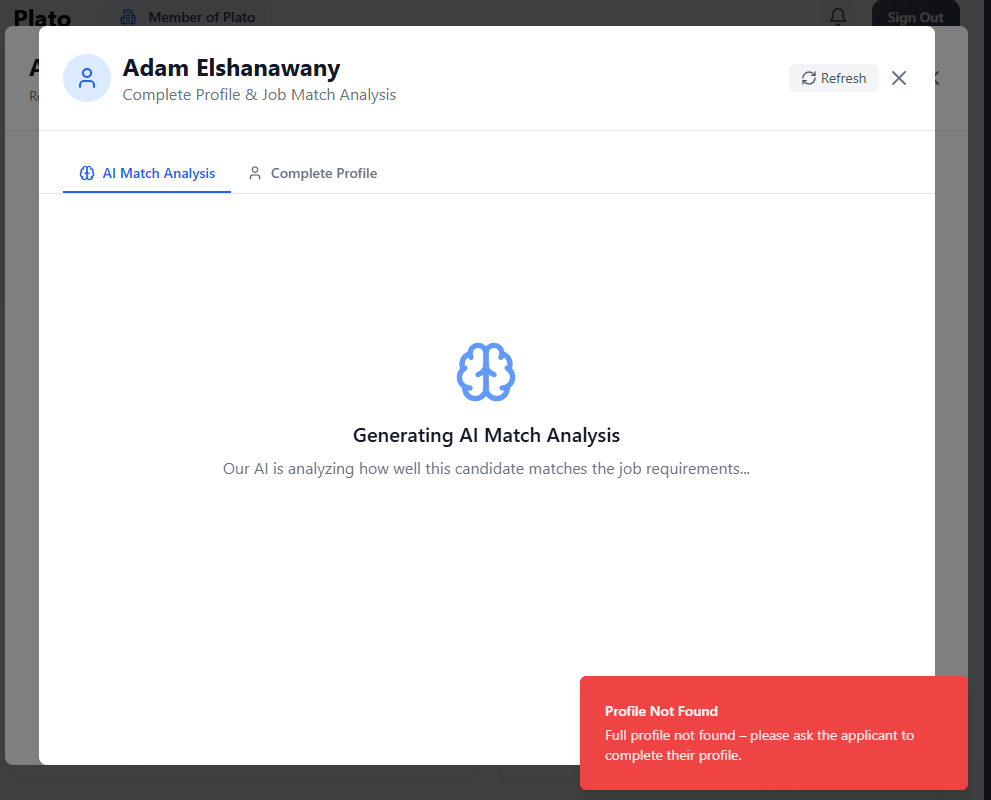 Plato
Member of Plato
Sign Out
Adam Elshanawany
Complete Profile & Job Match Analysis
Refresh
AI Match Analysis
Complete Profile
Generating AI Match Analysis
Our AI is analyzing how well this candidate matches the job requirements...
Profile Not Found
Full profile not found – please ask the applicant to
complete their profile.